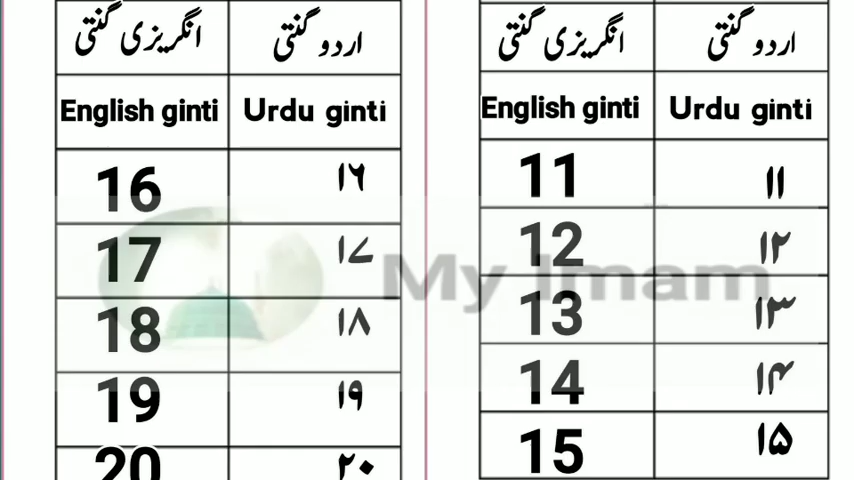 انگریزی گنتی اردو گنتی
English ginti Urdu ginti
16 ۱۶
17 ۱۷
18 ۱۸
19 ۱۹
20 ۲۰
انگریزی گنتی اردو گنتی
English ginti Urdu ginti
11 ۱۱
12 ۱۲
13 ۱۳
14 ۱۴
15 ۱۵
My Imam